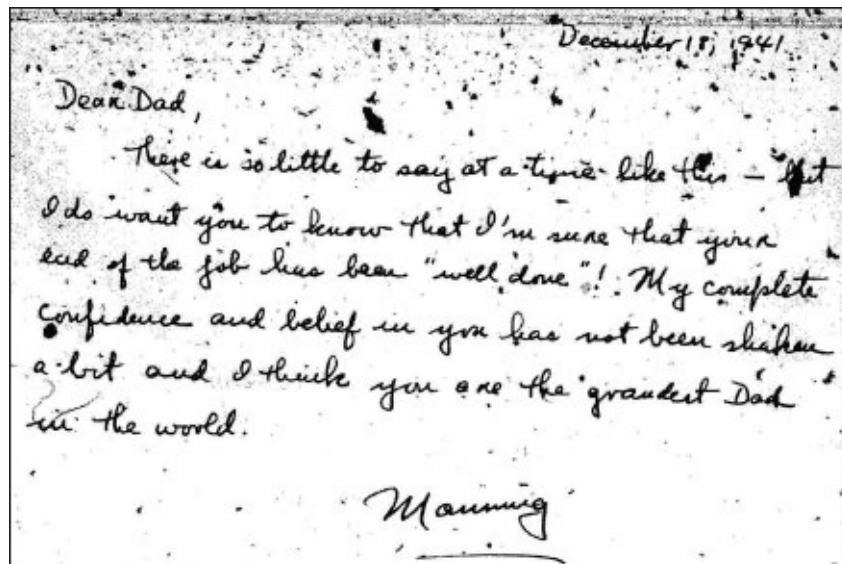 December 18, 1941
Dear Dad,
There is so little to say at a time like this – but
I do want you to know that I'm sure that your
end of the job has been "well done"! My complete
confidence and belief in you has not been shaken
a bit and I think you are the grandest Dad
in the world.
Manning